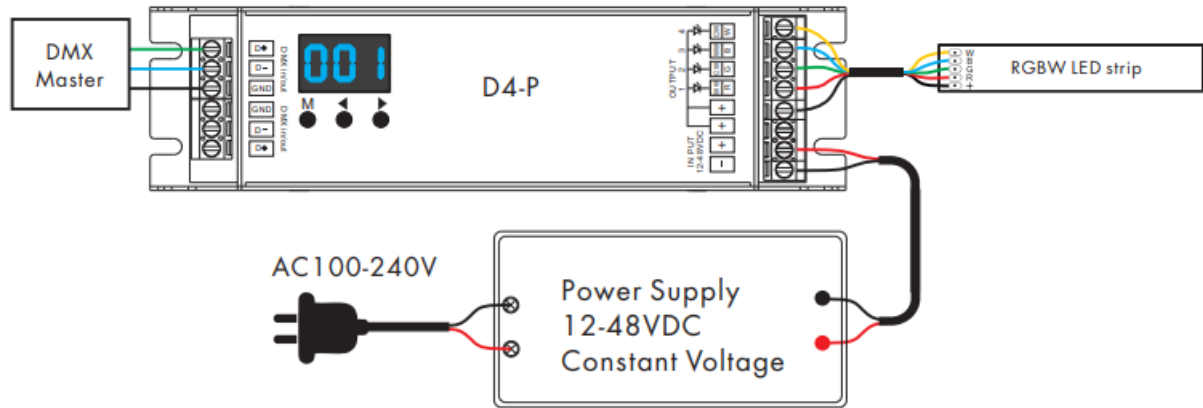 DMX
Master
D+
D-
GND
DMX in/out
GND
D-
D+
DMX in/out
001
M
D4-P
OUTPUT
4
3
2
1
W
B
G
R
+
+
+
-
INPUT
12-48VDC
W
B
G
R
+
RGBW LED strip
AC100-240V
Power Supply
12-48VDC
Constant Voltage